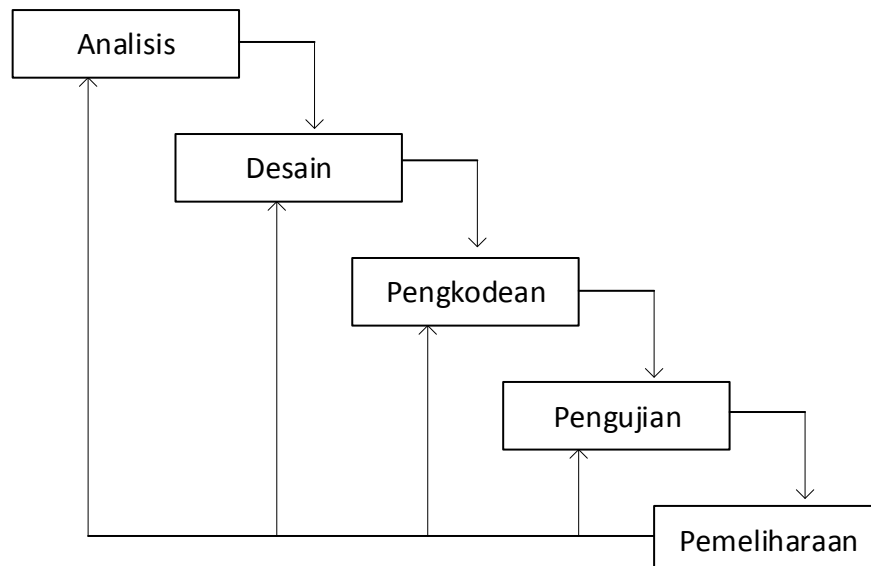 Analisis
Desain
Pengkodean
Pengujian
Pemeliharaan